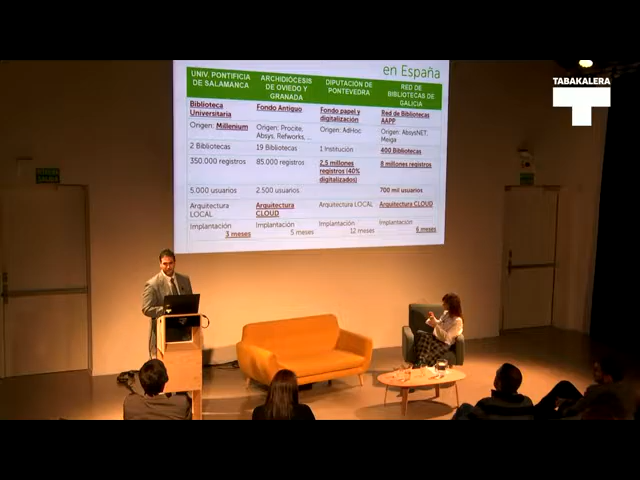 en España
UNIV. PONTIFICIA DE SALAMANCA
ARCHIDIÓCESIS DE OVIEDO Y GRANADA
DIPUTACIÓN DE PONTEVEDRA
RED DE BIBLIOTECAS DE GALICIA
Biblioteca Universitaria
Fondo Antiguo
Fondo papel y digitalización
Red de Bibliotecas AAPP
Origen: Millenium
Origen: Procite, Absys, Refworks, ...
Origen: AdHoc
Origen: AbsysNET, Meiga
2 Bibliotecas
19 Bibliotecas
1 Institución
400 Bibliotecas
350.000 registros
85.000 registros
2,5 millones registros (40% digitalizados)
8 millones registros
5.000 usuarios
2.500 usuarios
700 mil usuarios
Arquitectura LOCAL
Arquitectura CLOUD
Arquitectura LOCAL
Arquitectura CLOUD
Implantación 3 meses
Implantación 5 meses
Implantación 12 meses
Implantación 6 meses
TABAKALERA